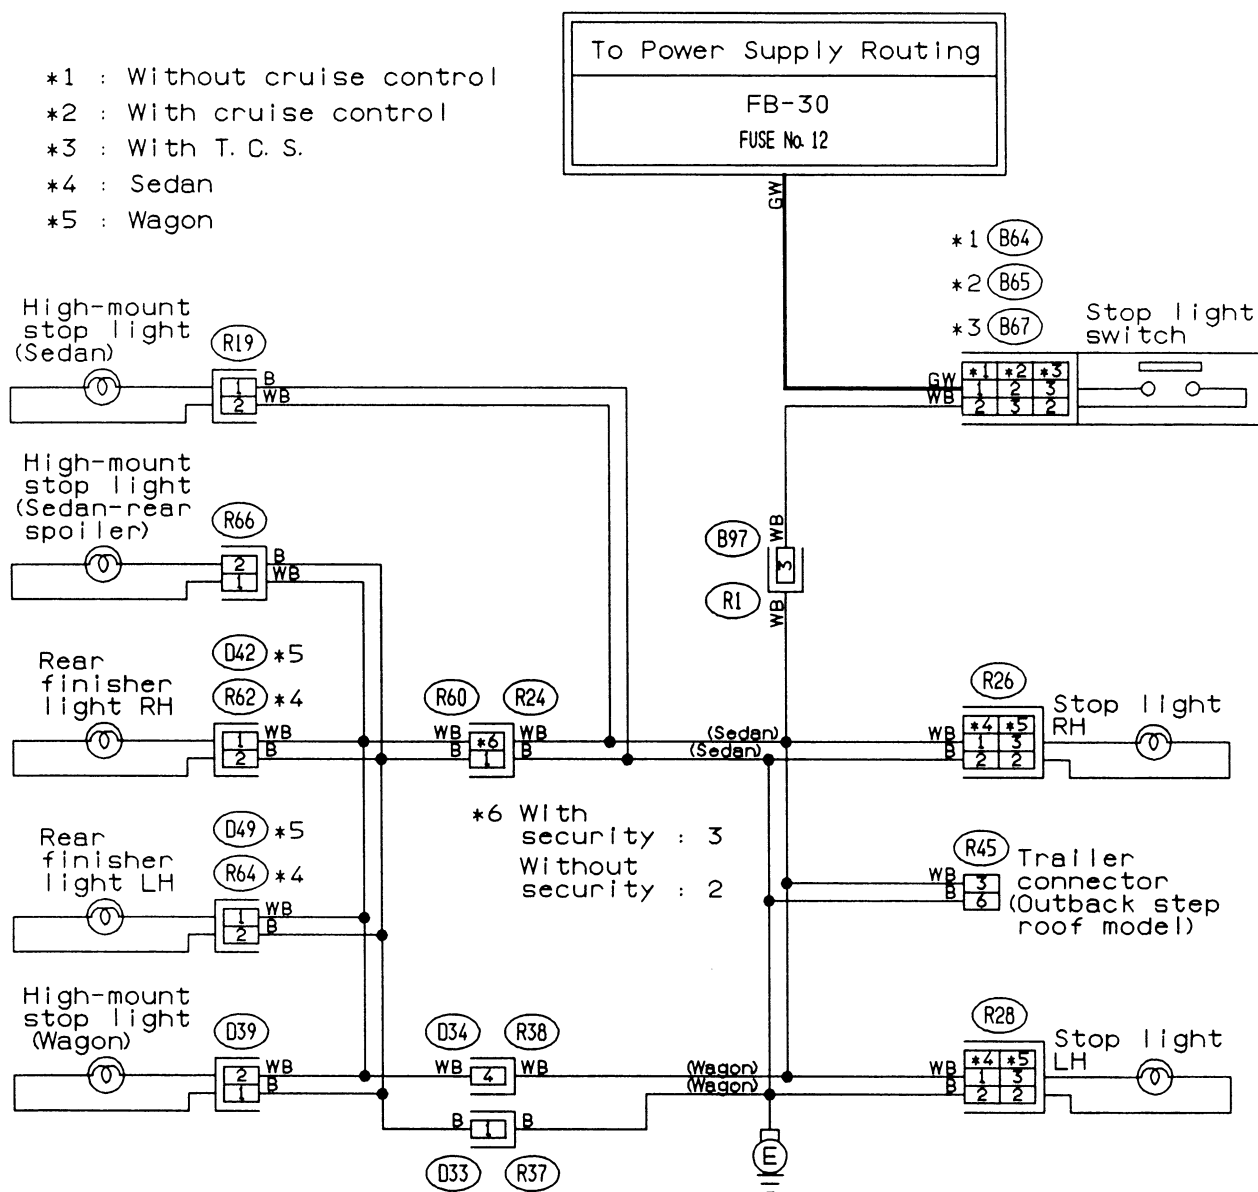 To Power Supply Routing
FB-30
FUSE No. 12
*1 : Without cruise control
*2 : With cruise control
*3 : With T. C. S.
*4 : Sedan
*5 : Wagon
GW
*1 B64
*2 B65
*3 B67
Stop light
switch
High-mount
stop light
(Sedan)
R19
1 B
2 WB
GW *1 *2 *3
1 2 3
WB 2 3 2
High-mount
stop light
(Sedan-rear
spoiler)
R66
2 B
1 WB
B97
WB
3
R1
WB
Rear
finisher
light RH
D42 *5
R62 *4
1 WB
2 B
R60 R24
WB *6 WB
B 1 B
(Sedan)
(Sedan)
R26
Stop light
RH
*4 *5
WB 1 3
B 2 2
*6 With
security : 3
Without
security : 2
Rear
finisher
light LH
D49 *5
R64 *4
1 WB
2 B
R45
Trailer
connector
(Outback step
roof model)
WB 3
B 6
High-mount
stop light
(Wagon)
D39
2 WB
1 B
D34 R38
WB 4 WB
(Wagon)
(Wagon)
R28
Stop light
LH
*4 *5
WB 1 3
B 2 2
B 1 B
D33 R37
E